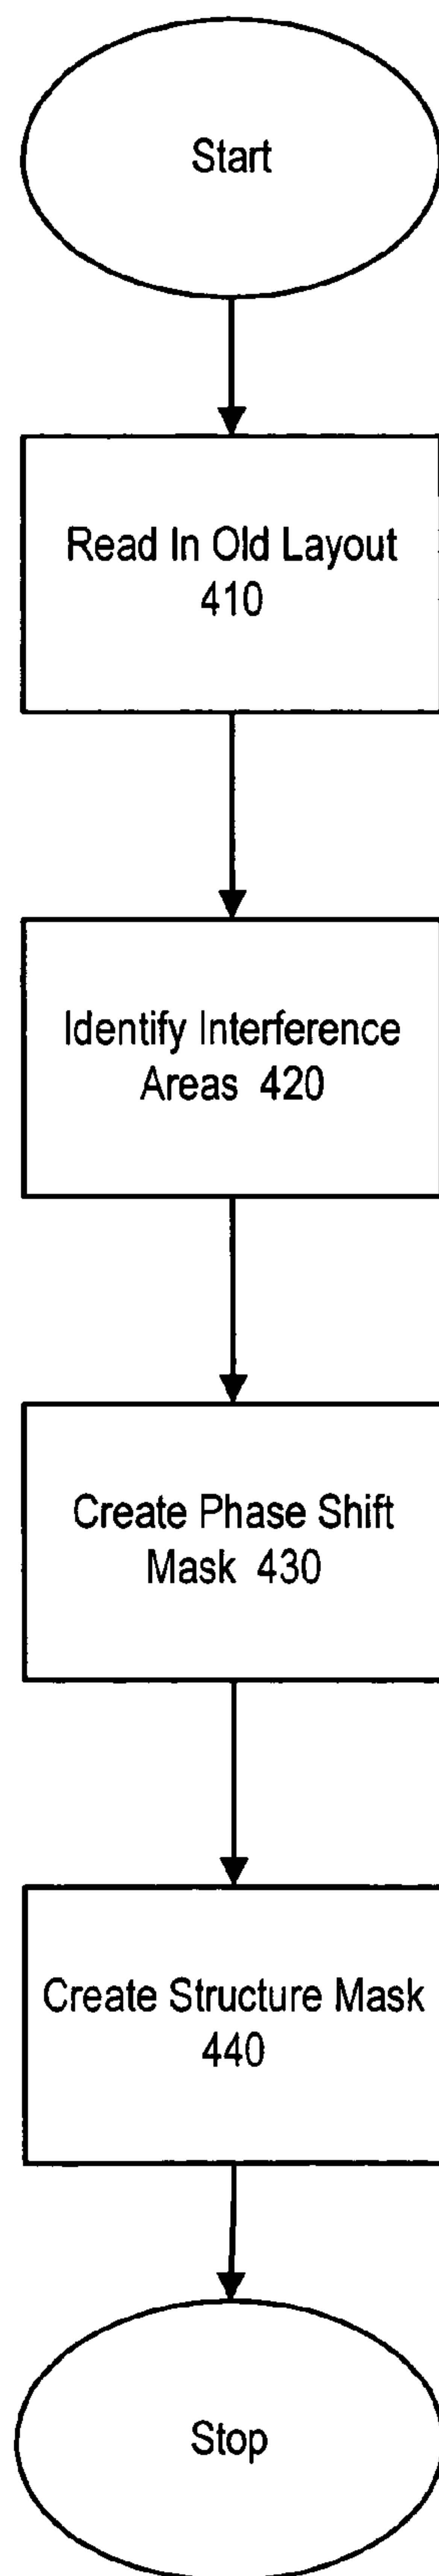 Start
Read In Old Layout
410
Identify Interference
Areas 420
Create Phase Shift
Mask 430
Create Structure Mask
440
Stop